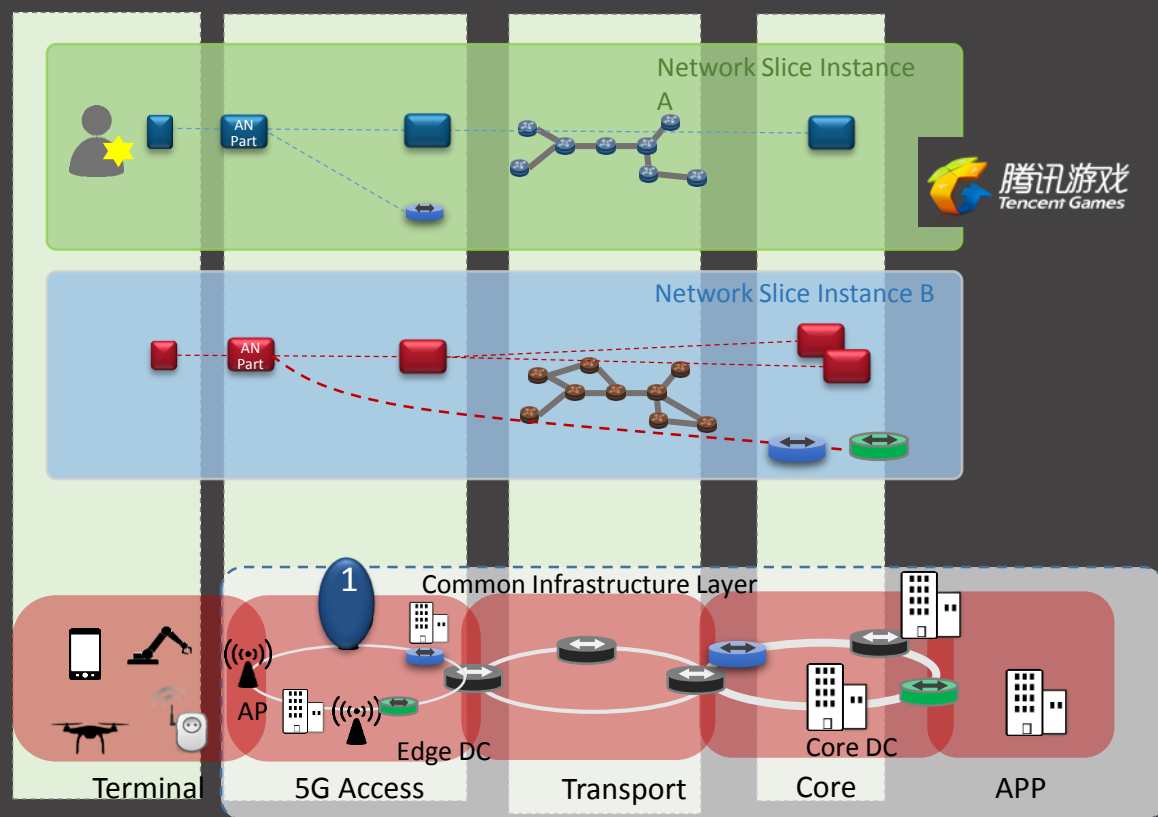 Network Slice Instance
A
AN
Part
腾讯游戏
Tencent Games
Network Slice Instance B
AN
Part
1
Common Infrastructure Layer
AP
Edge DC
Core DC
Terminal
5G Access
Transport
Core
APP